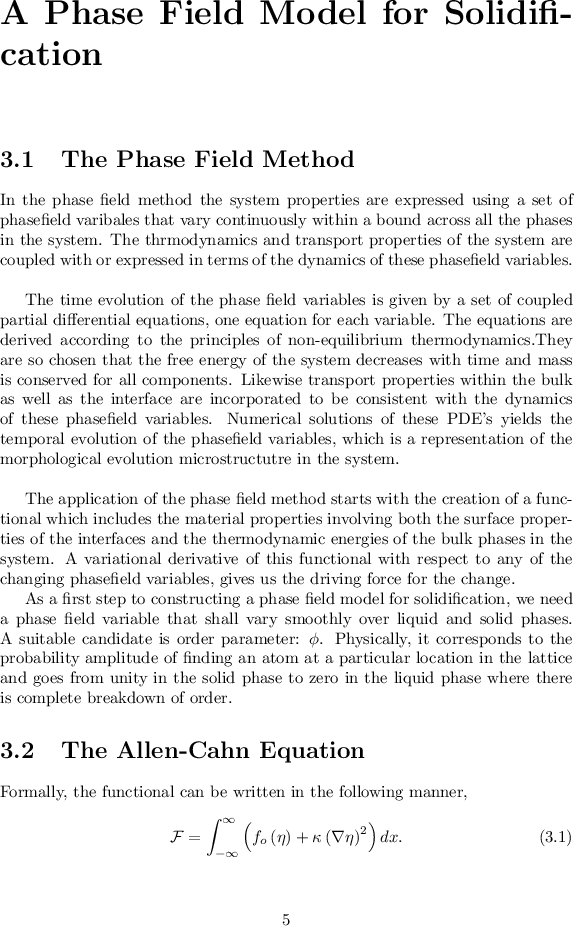 A Phase Field Model for Solidifi-
cation
3.1 The Phase Field Method
In the phase field method the system properties are expressed using a set of
phasefield varibales that vary continuously within a bound across all the phases
in the system. The thrmodynamics and transport properties of the system are
coupled with or expressed in terms of the dynamics of these phasefield variables.
The time evolution of the phase field variables is given by a set of coupled
partial differential equations, one equation for each variable. The equations are
derived according to the principles of non-equilibrium thermodynamics.They
are so chosen that the free energy of the system decreases with time and mass
is conserved for all components. Likewise transport properties within the bulk
as well as the interface are incorporated to be consistent with the dynamics
of these phasefield variables. Numerical solutions of these PDE's yields the
temporal evolution of the phasefield variables, which is a representation of the
morphological evolution microstructutre in the system.
The application of the phase field method starts with the creation of a func-
tional which includes the material properties involving both the surface proper-
ties of the interfaces and the thermodynamic energies of the bulk phases in the
system. A variational derivative of this functional with respect to any of the
changing phasefield variables, gives us the driving force for the change.
As a first step to constructing a phase field model for solidification, we need
a phase field variable that shall vary smoothly over liquid and solid phases.
A suitable candidate is order parameter: ϕ. Physically, it corresponds to the
probability amplitude of finding an atom at a particular location in the lattice
and goes from unity in the solid phase to zero in the liquid phase where there
is complete breakdown of order.
3.2 The Allen-Cahn Equation
Formally, the functional can be written in the following manner,
F = ∫_{-∞}^{∞} (f_o (η) + κ (∇η)^2) dx. (3.1)
5